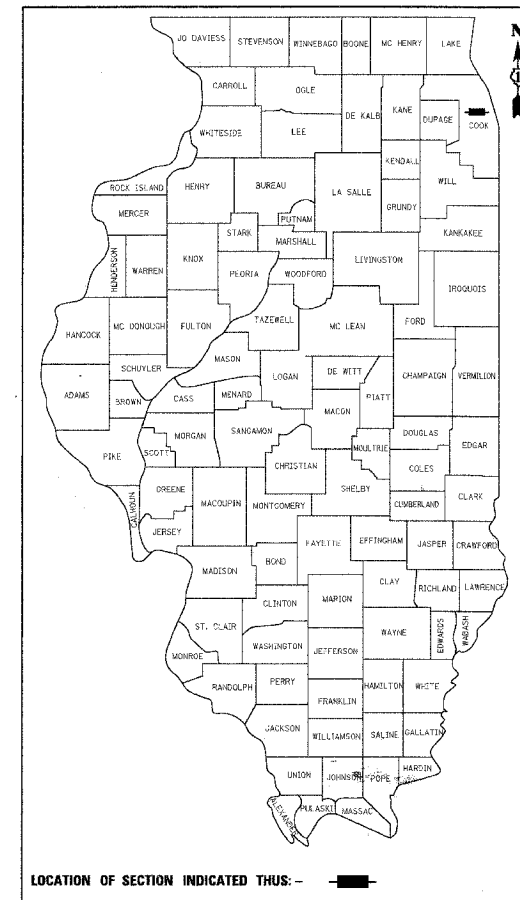 N
JO DAVIESS STEVENSON WINNEBAGO BOONE MC HENRY LAKE
CARROLL OGLE
DE KALB KANE DUPAGE COOK
WHITESIDE LEE
KENDALL WILL
ROCK ISLAND HENRY BUREAU LA SALLE
MERCER PUTNAM GRUNDY
STARK MARSHALL KANKAKEE
HENDERSON WARREN KNOX PEORIA WOODFORD LIVINGSTON IROQUOIS
HANCOCK MC DONOUGH FULTON TAZEWELL MC LEAN FORD
SCHUYLER MASON LOGAN DE WITT CHAMPAIGN VERMILION
ADAMS BROWN CASS MENARD MACON PIATT
MORGAN SANGAMON DOUGLAS EDGAR
PIKE SCOTT CHRISTIAN MOULTRIE COLES
GREENE MACOUPIN MONTGOMERY SHELBY CUMBERLAND CLARK
CALHOUN JERSEY
FAYETTE EFFINGHAM JASPER CRAWFORD
MADISON BOND CLAY
CLINTON MARION RICHLAND LAWRENCE
ST. CLAIR WAYNE EDWARDS WABASH
MONROE WASHINGTON JEFFERSON
RANDOLPH PERRY HAMILTON WHITE
FRANKLIN
JACKSON WILLIAMSON SALINE GALLATIN
UNION JOHNSON POPE HARDIN
ALEXANDER PULASKI MASSAC
LOCATION OF SECTION INDICATED THUS: -